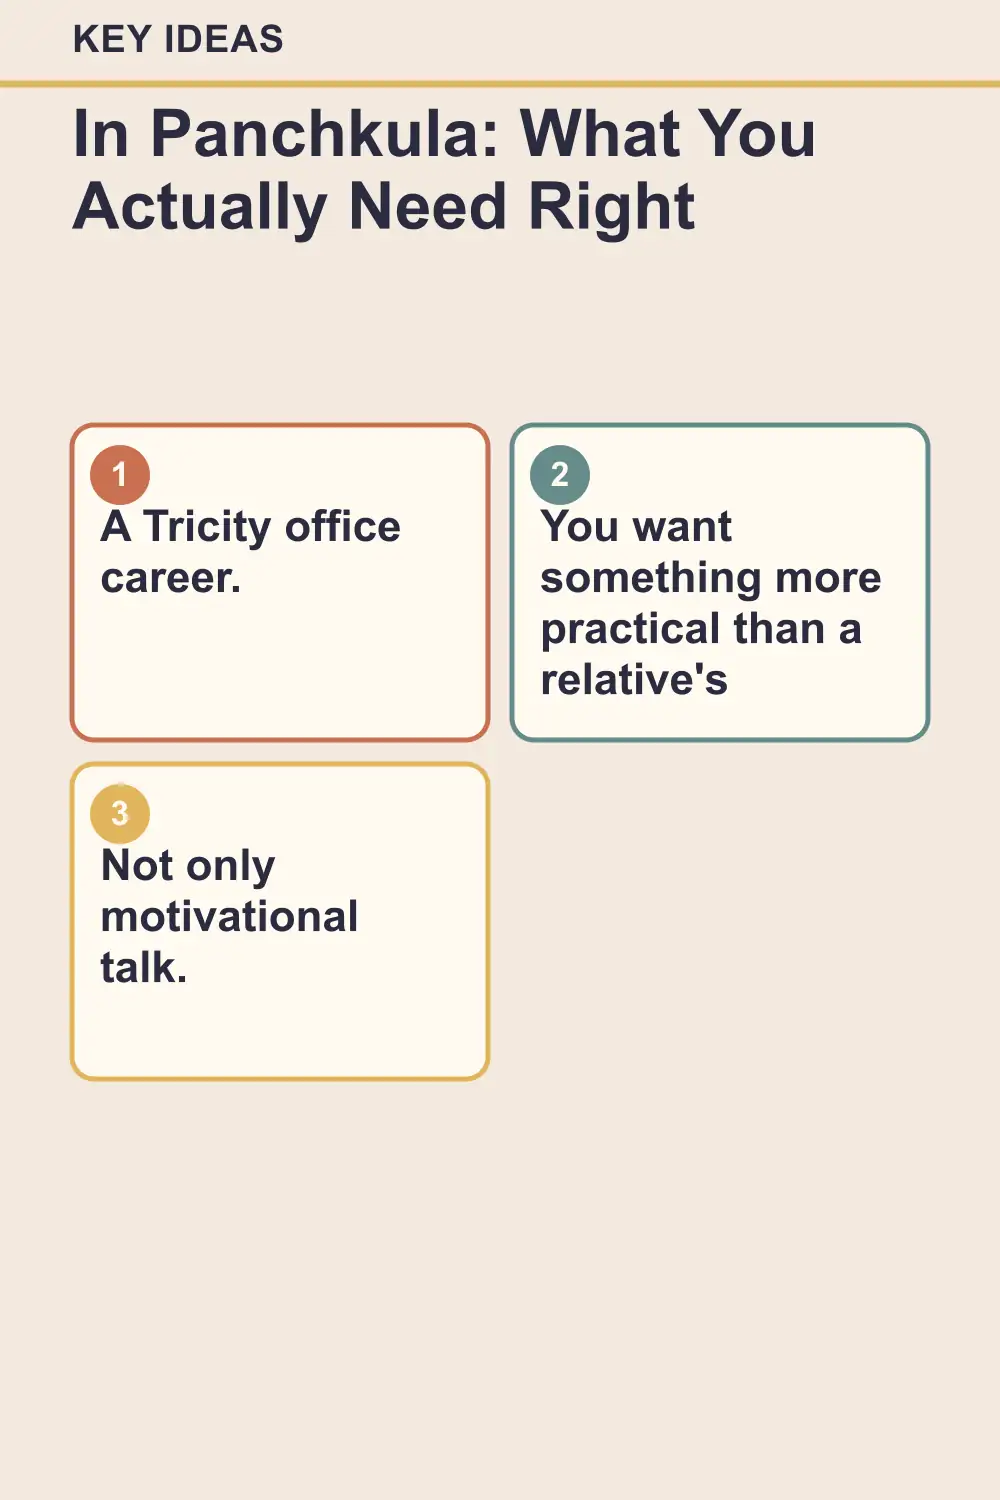 KEY IDEAS
In Panchkula: What You
Actually Need Right
1
A Tricity office
career.
2
You want
something more
practical than a
relative's
3
Not only
motivational
talk.